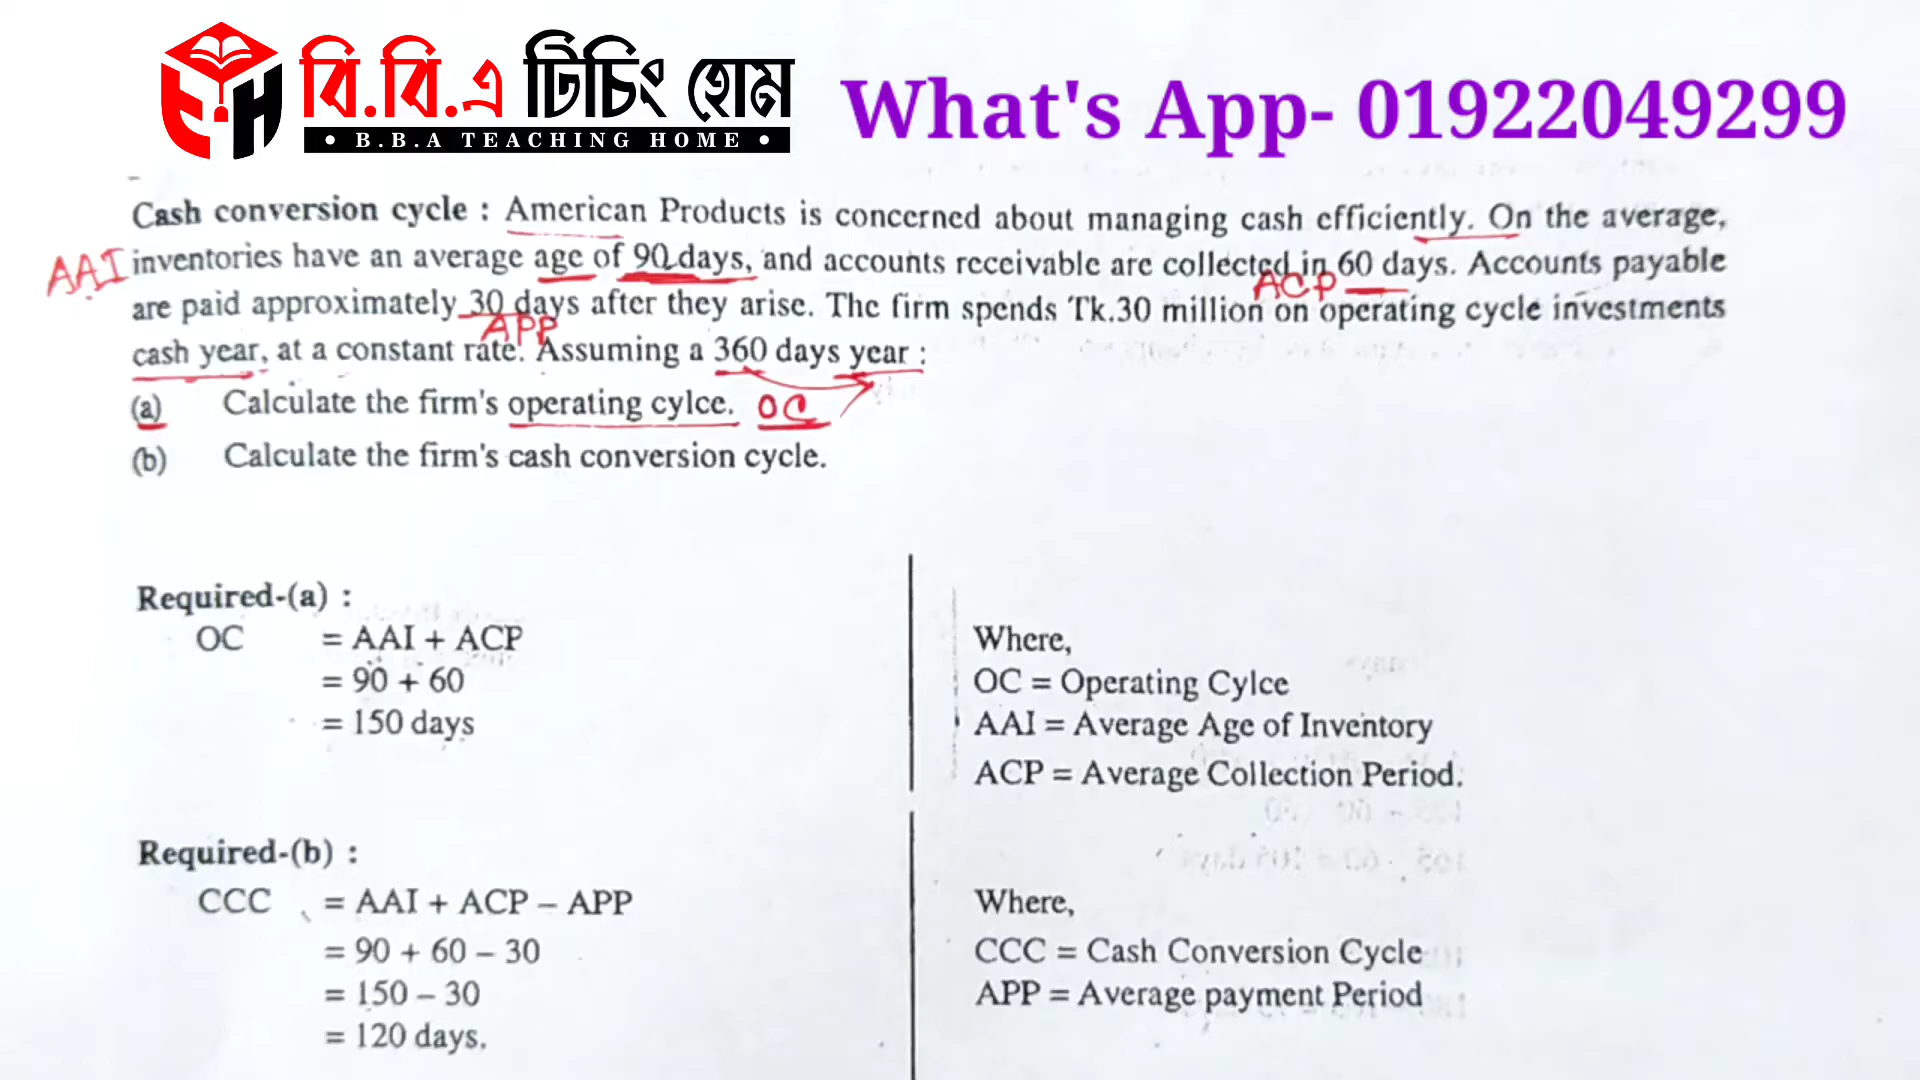 EH বি.বি.এ টিচিং হোম
• B.B.A TEACHING HOME •
What's App- 01922049299
Cash conversion cycle : American Products is concerned about managing cash efficiently. On the average,
AAI inventories have an average age of 90 days, and accounts receivable are collected in 60 days. Accounts payable
ACP
are paid approximately 30 days after they arise. The firm spends Tk.30 million on operating cycle investments
APP
cash year, at a constant rate. Assuming a 360 days year :
(a) Calculate the firm's operating cylce. OC
(b) Calculate the firm's cash conversion cycle.
Required-(a) :
OC = AAI + ACP
= 90 + 60
= 150 days
Where,
OC = Operating Cylce
AAI = Average Age of Inventory
ACP = Average Collection Period.
Required-(b) :
CCC = AAI + ACP – APP
= 90 + 60 – 30
= 150 – 30
= 120 days.
Where,
CCC = Cash Conversion Cycle
APP = Average payment Period